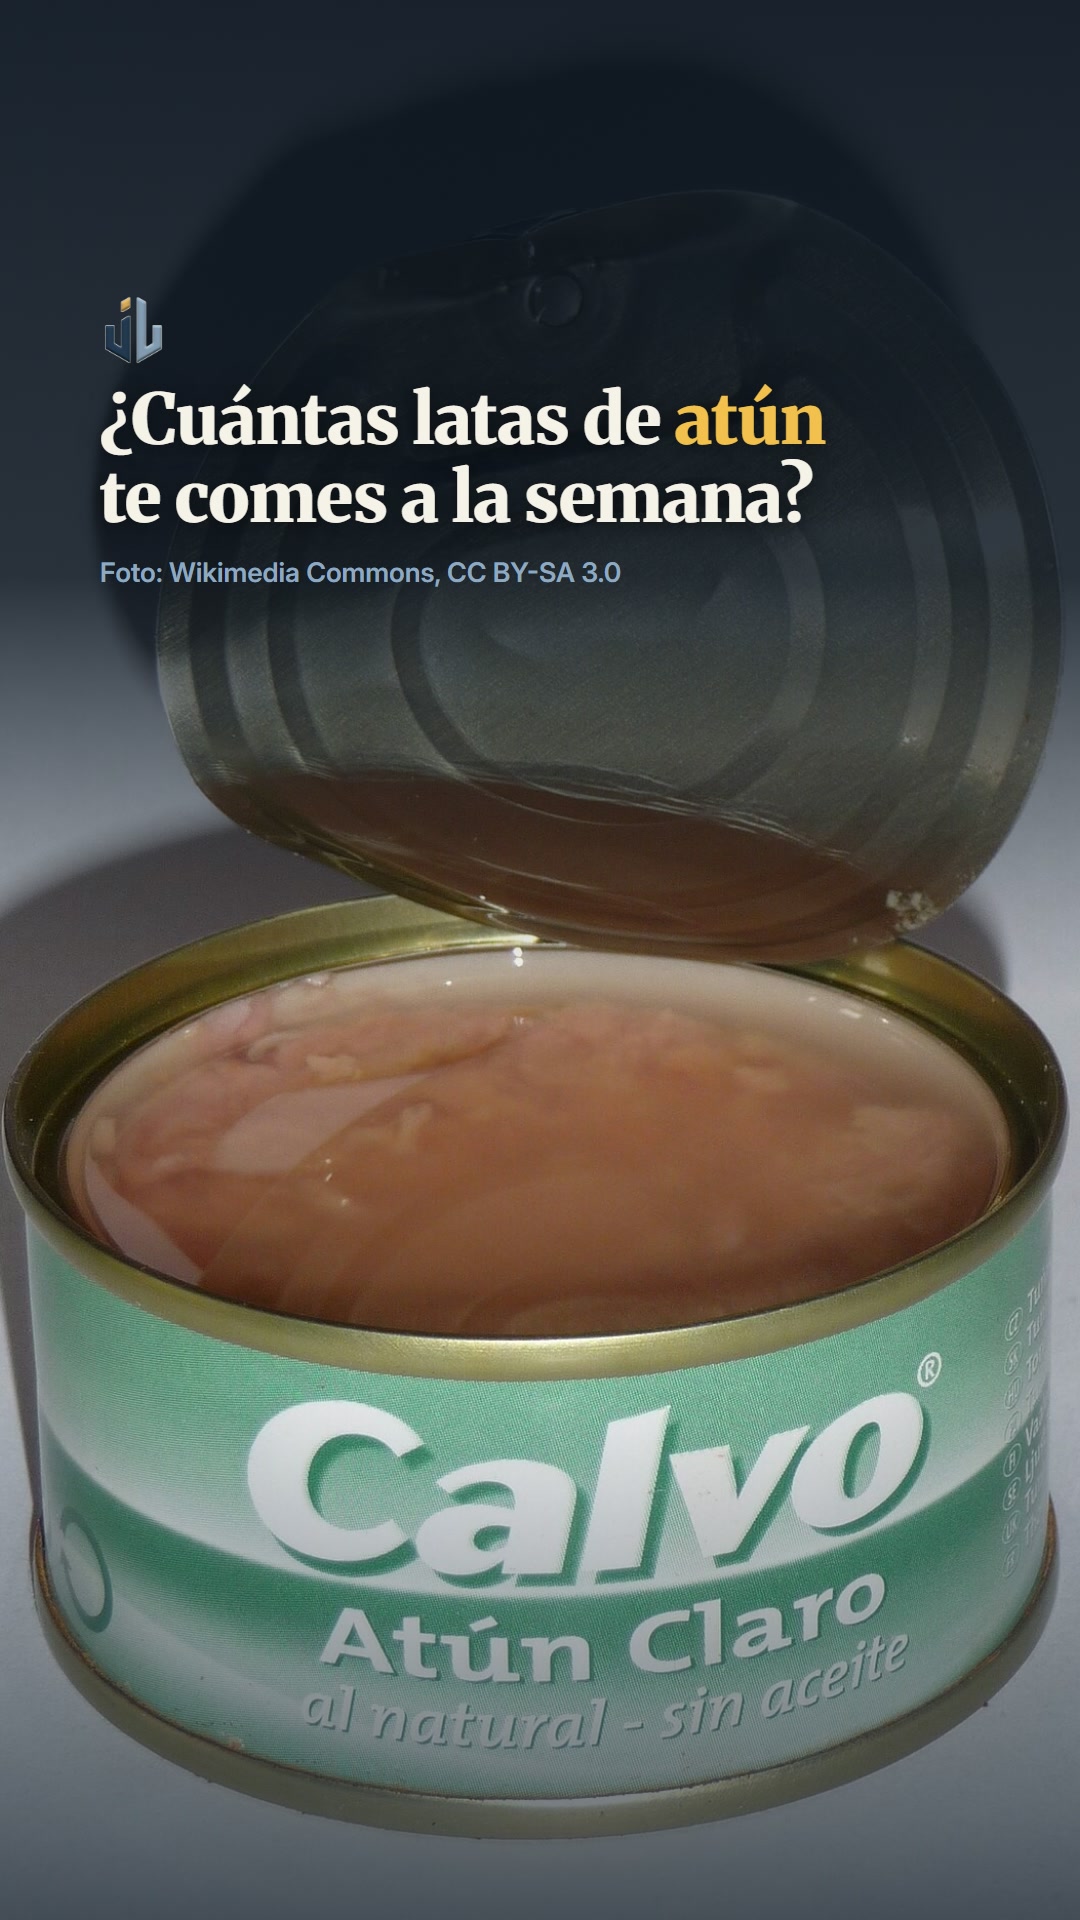 ¿Cuántas latas de atún
te comes a la semana?
Foto: Wikimedia Commons, CC BY-SA 3.0
Calvo®
Atún Claro
al natural - sin aceite